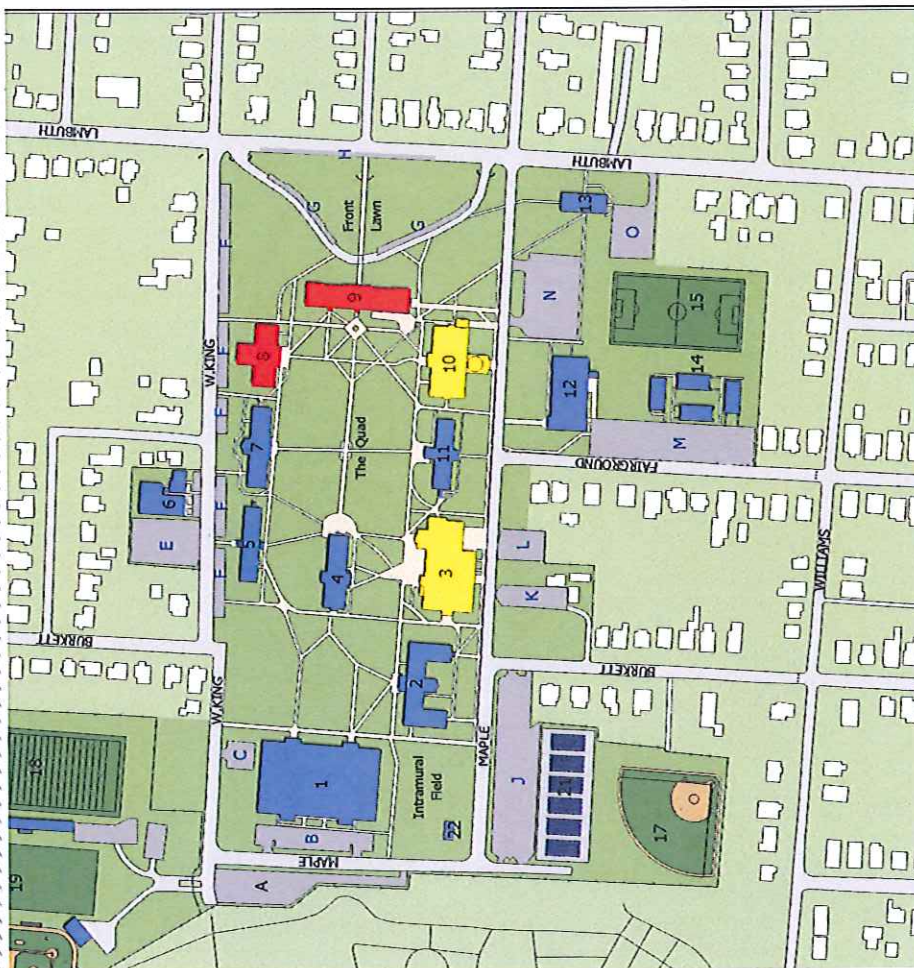 LAMBUTH
LAMBUTH
H
G
Front
Lawn
G
13
O
F
W.KING
F
F
F
F
9
8
10
N
15
14
12
M
7
The Quad
11
FAIRGROUND
6
E
5
4
3
L
K
WILLIAMS
BURKETT
BURKETT
W.KING
2
MAPLE
C
1
B
Intramural
Field
22
J
21
17
18
MAPLE
A
19